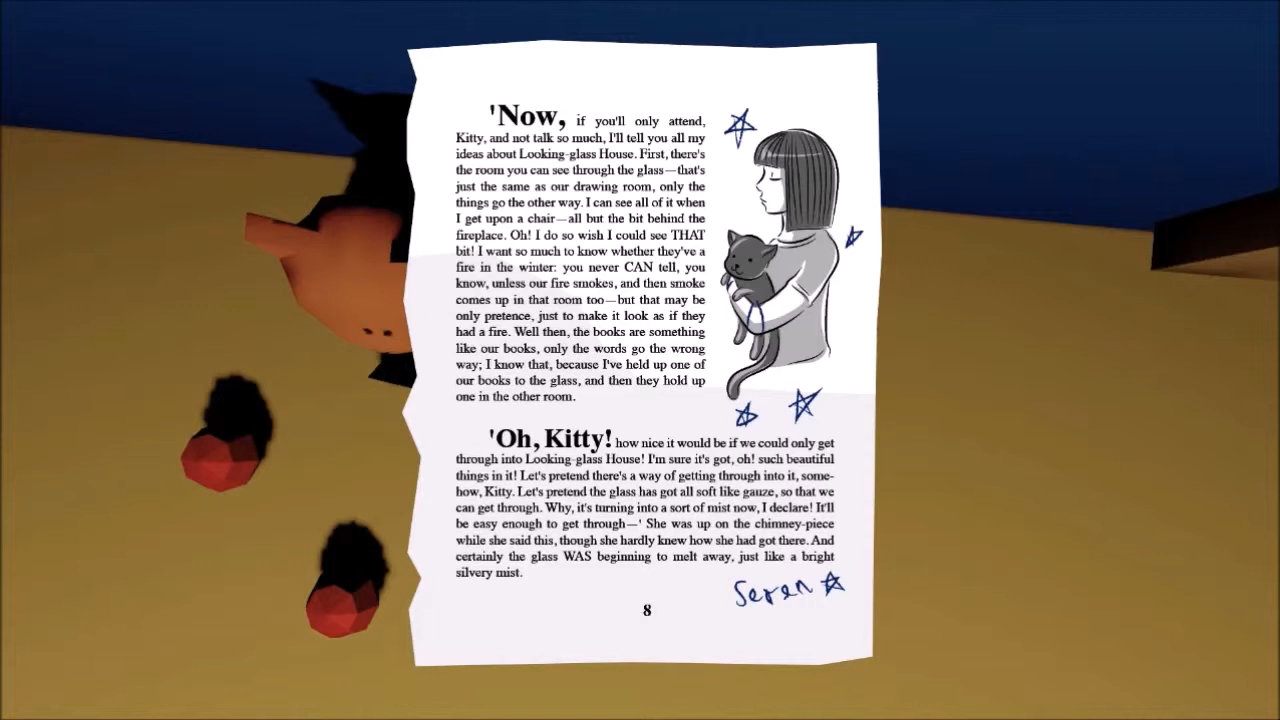 'Now, if you'll only attend,
Kitty, and not talk so much, I'll tell you all my
ideas about Looking-glass House. First, there's
the room you can see through the glass—that's
just the same as our drawing room, only the
things go the other way. I can see all of it when
I get upon a chair—all but the bit behind the
fireplace. Oh! I do so wish I could see THAT
bit! I want so much to know whether they've a
fire in the winter: you never CAN tell, you
know, unless our fire smokes, and then smoke
comes up in that room too—but that may be
only pretence, just to make it look as if they
had a fire. Well then, the books are something
like our books, only the words go the wrong
way; I know that, because I've held up one of
our books to the glass, and then they hold up
one in the other room.
'Oh, Kitty! how nice it would be if we could only get
through into Looking-glass House! I'm sure it's got, oh! such beautiful
things in it! Let's pretend there's a way of getting through into it, some-
how, Kitty. Let's pretend the glass has got all soft like gauze, so that we
can get through. Why, it's turning into a sort of mist now, I declare! It'll
be easy enough to get through—' She was up on the chimney-piece
while she said this, though she hardly knew how she had got there. And
certainly the glass WAS beginning to melt away, just like a bright
silvery mist.
Seren
8